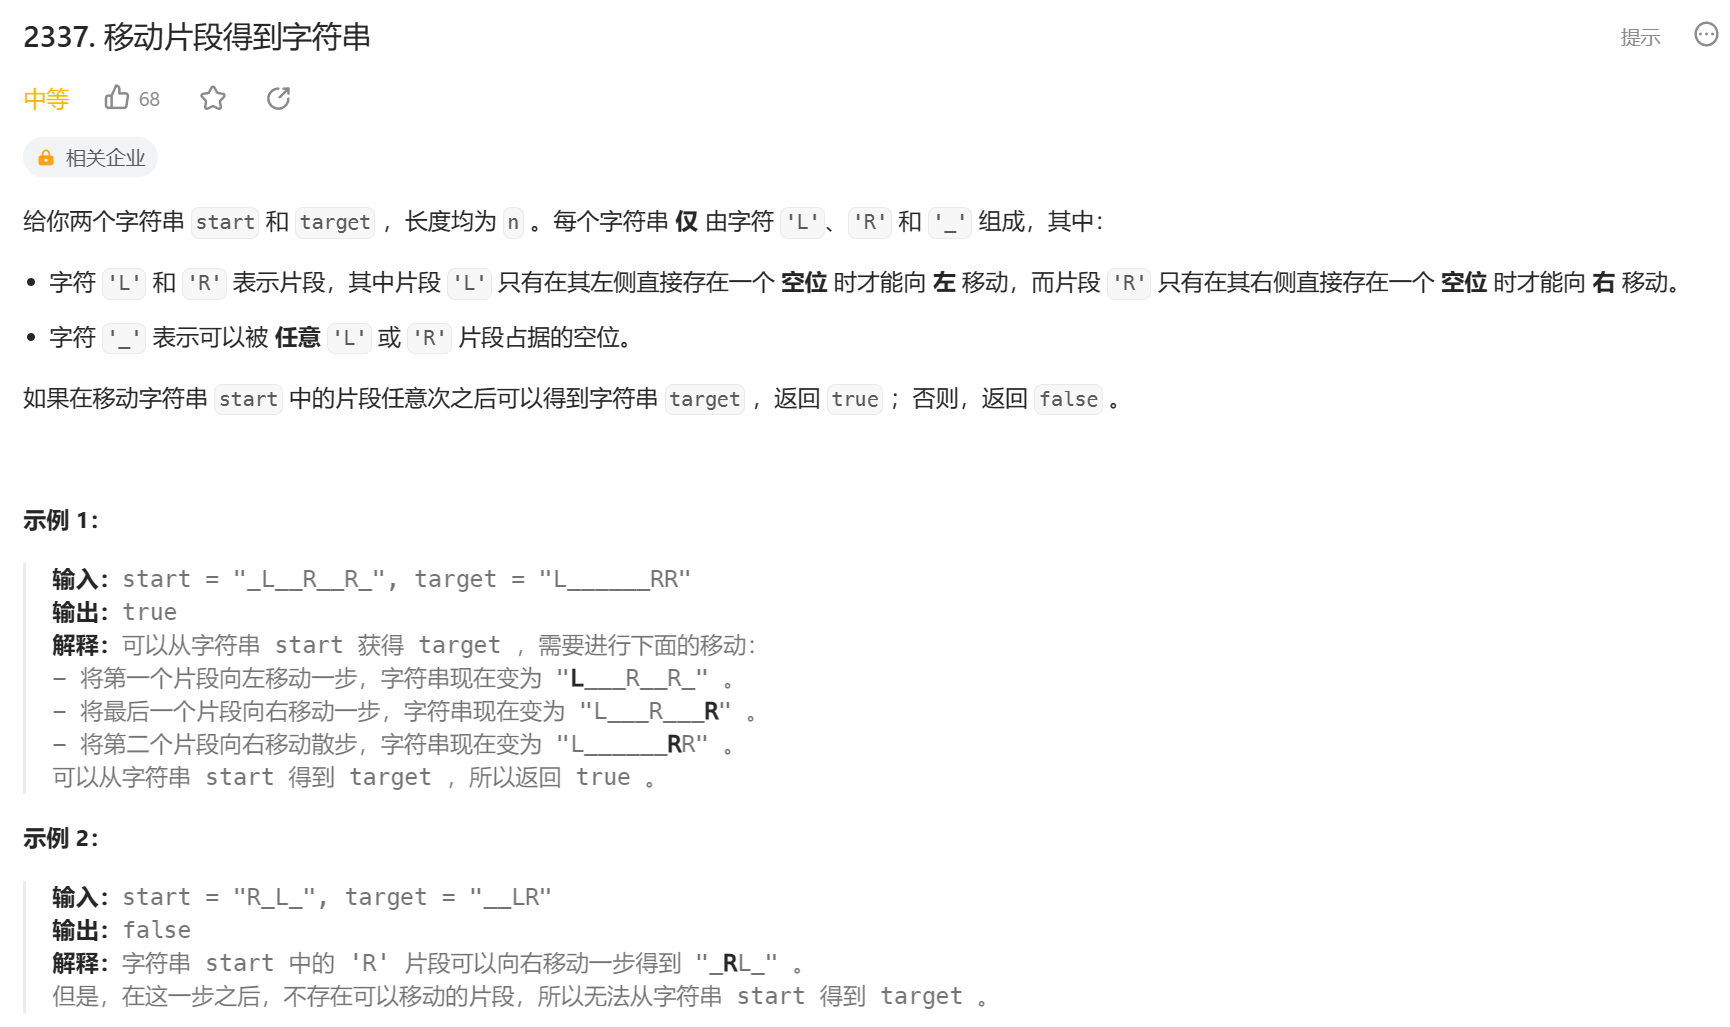 2337. 移动片段得到字符串
提示
中等 68
相关企业
给你两个字符串 start 和 target ，长度均为 n 。每个字符串 仅 由字符 'L'、'R' 和 '_' 组成，其中：
• 字符 'L' 和 'R' 表示片段，其中片段 'L' 只有在其左侧直接存在一个 空位 时才能向 左 移动，而片段 'R' 只有在其右侧直接存在一个 空位 时才能向 右 移动。
• 字符 '_' 表示可以被 任意 'L' 或 'R' 片段占据的空位。
如果在移动字符串 start 中的片段任意次之后可以得到字符串 target ，返回 true ；否则，返回 false 。
示例 1：
输入：start = "_L__R__R_", target = "L______RR"
输出：true
解释：可以从字符串 start 获得 target ，需要进行下面的移动：
- 将第一个片段向左移动一步，字符串现在变为 "L___R__R_" 。
- 将最后一个片段向右移动一步，字符串现在变为 "L___R___R" 。
- 将第二个片段向右移动散步，字符串现在变为 "L______RR" 。
可以从字符串 start 得到 target ，所以返回 true 。
示例 2：
输入：start = "R_L_", target = "__LR"
输出：false
解释：字符串 start 中的 'R' 片段可以向右移动一步得到 "_RL_" 。
但是，在这一步之后，不存在可以移动的片段，所以无法从字符串 start 得到 target 。